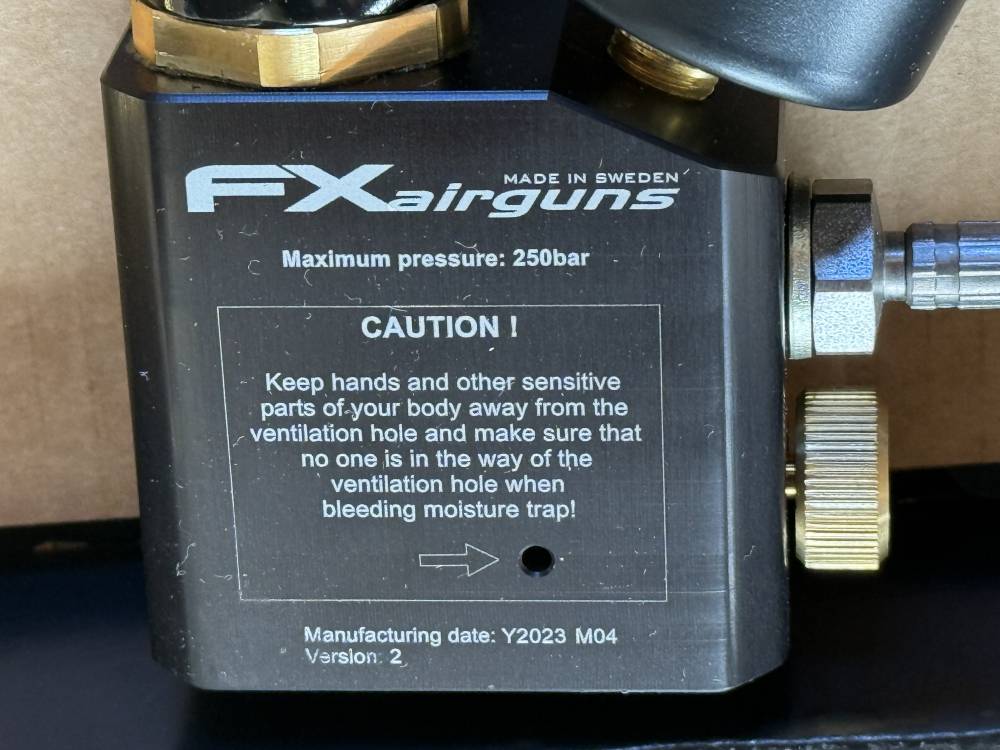 FXairguns
MADE IN SWEDEN
Maximum pressure: 250bar
CAUTION !
Keep hands and other sensitive
parts of your body away from the
ventilation hole and make sure that
no one is in the way of the
ventilation hole when
bleeding moisture trap!
Manufacturing date: Y2023 M04
Version: 2